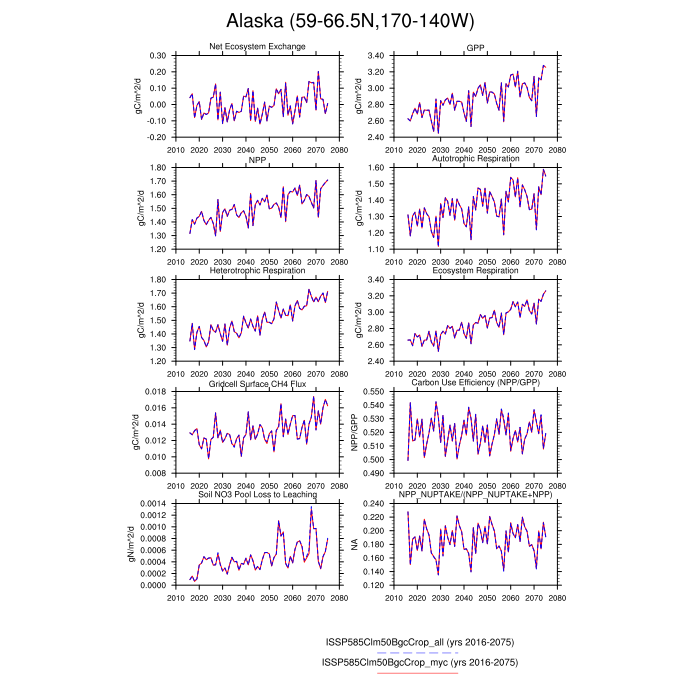 Alaska (59-66.5N,170-140W)
Net Ecosystem Exchange
gC/m^2/d
0.30
0.20
0.10
0.00
-0.10
-0.20
2010 2020 2030 2040 2050 2060 2070 2080
GPP
gC/m^2/d
3.40
3.20
3.00
2.80
2.60
2.40
2010 2020 2030 2040 2050 2060 2070 2080
NPP
gC/m^2/d
1.80
1.70
1.60
1.50
1.40
1.30
1.20
2010 2020 2030 2040 2050 2060 2070 2080
Autotrophic Respiration
gC/m^2/d
1.60
1.50
1.40
1.30
1.20
1.10
2010 2020 2030 2040 2050 2060 2070 2080
Heterotrophic Respiration
gC/m^2/d
1.80
1.70
1.60
1.50
1.40
1.30
1.20
2010 2020 2030 2040 2050 2060 2070 2080
Ecosystem Respiration
gC/m^2/d
3.40
3.20
3.00
2.80
2.60
2.40
2010 2020 2030 2040 2050 2060 2070 2080
Gridcell Surface CH4 Flux
gC/m^2/d
0.018
0.016
0.014
0.012
0.010
0.008
2010 2020 2030 2040 2050 2060 2070 2080
Carbon Use Efficiency (NPP/GPP)
NPP/GPP
0.550
0.540
0.530
0.520
0.510
0.500
0.490
2010 2020 2030 2040 2050 2060 2070 2080
Soil NO3 Pool Loss to Leaching
gN/m^2/d
0.0014
0.0012
0.0010
0.0008
0.0006
0.0004
0.0002
0.0000
2010 2020 2030 2040 2050 2060 2070 2080
NPP_NUPTAKE/(NPP_NUPTAKE+NPP)
NA
0.240
0.220
0.200
0.180
0.160
0.140
0.120
2010 2020 2030 2040 2050 2060 2070 2080
ISSP585Clm50BgcCrop_all (yrs 2016-2075)
ISSP585Clm50BgcCrop_myc (yrs 2016-2075)